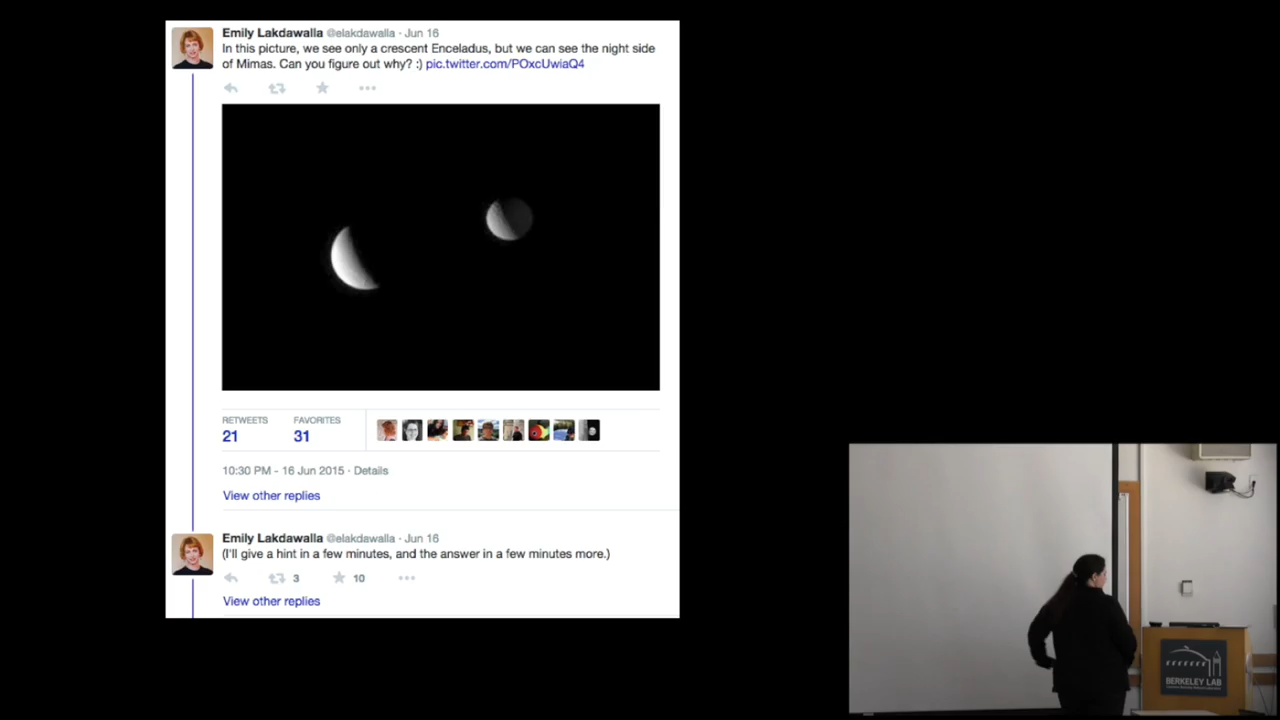 Emily Lakdawalla @elakdawalla · Jun 16
In this picture, we see only a crescent Enceladus, but we can see the night side
of Mimas. Can you figure out why? :) pic.twitter.com/POxcUwiaQ4
RETWEETS FAVORITES
21 31
10:30 PM - 16 Jun 2015 · Details
View other replies
Emily Lakdawalla @elakdawalla · Jun 16
(I'll give a hint in a few minutes, and the answer in a few minutes more.)
3 10
View other replies
BERKELEY LAB